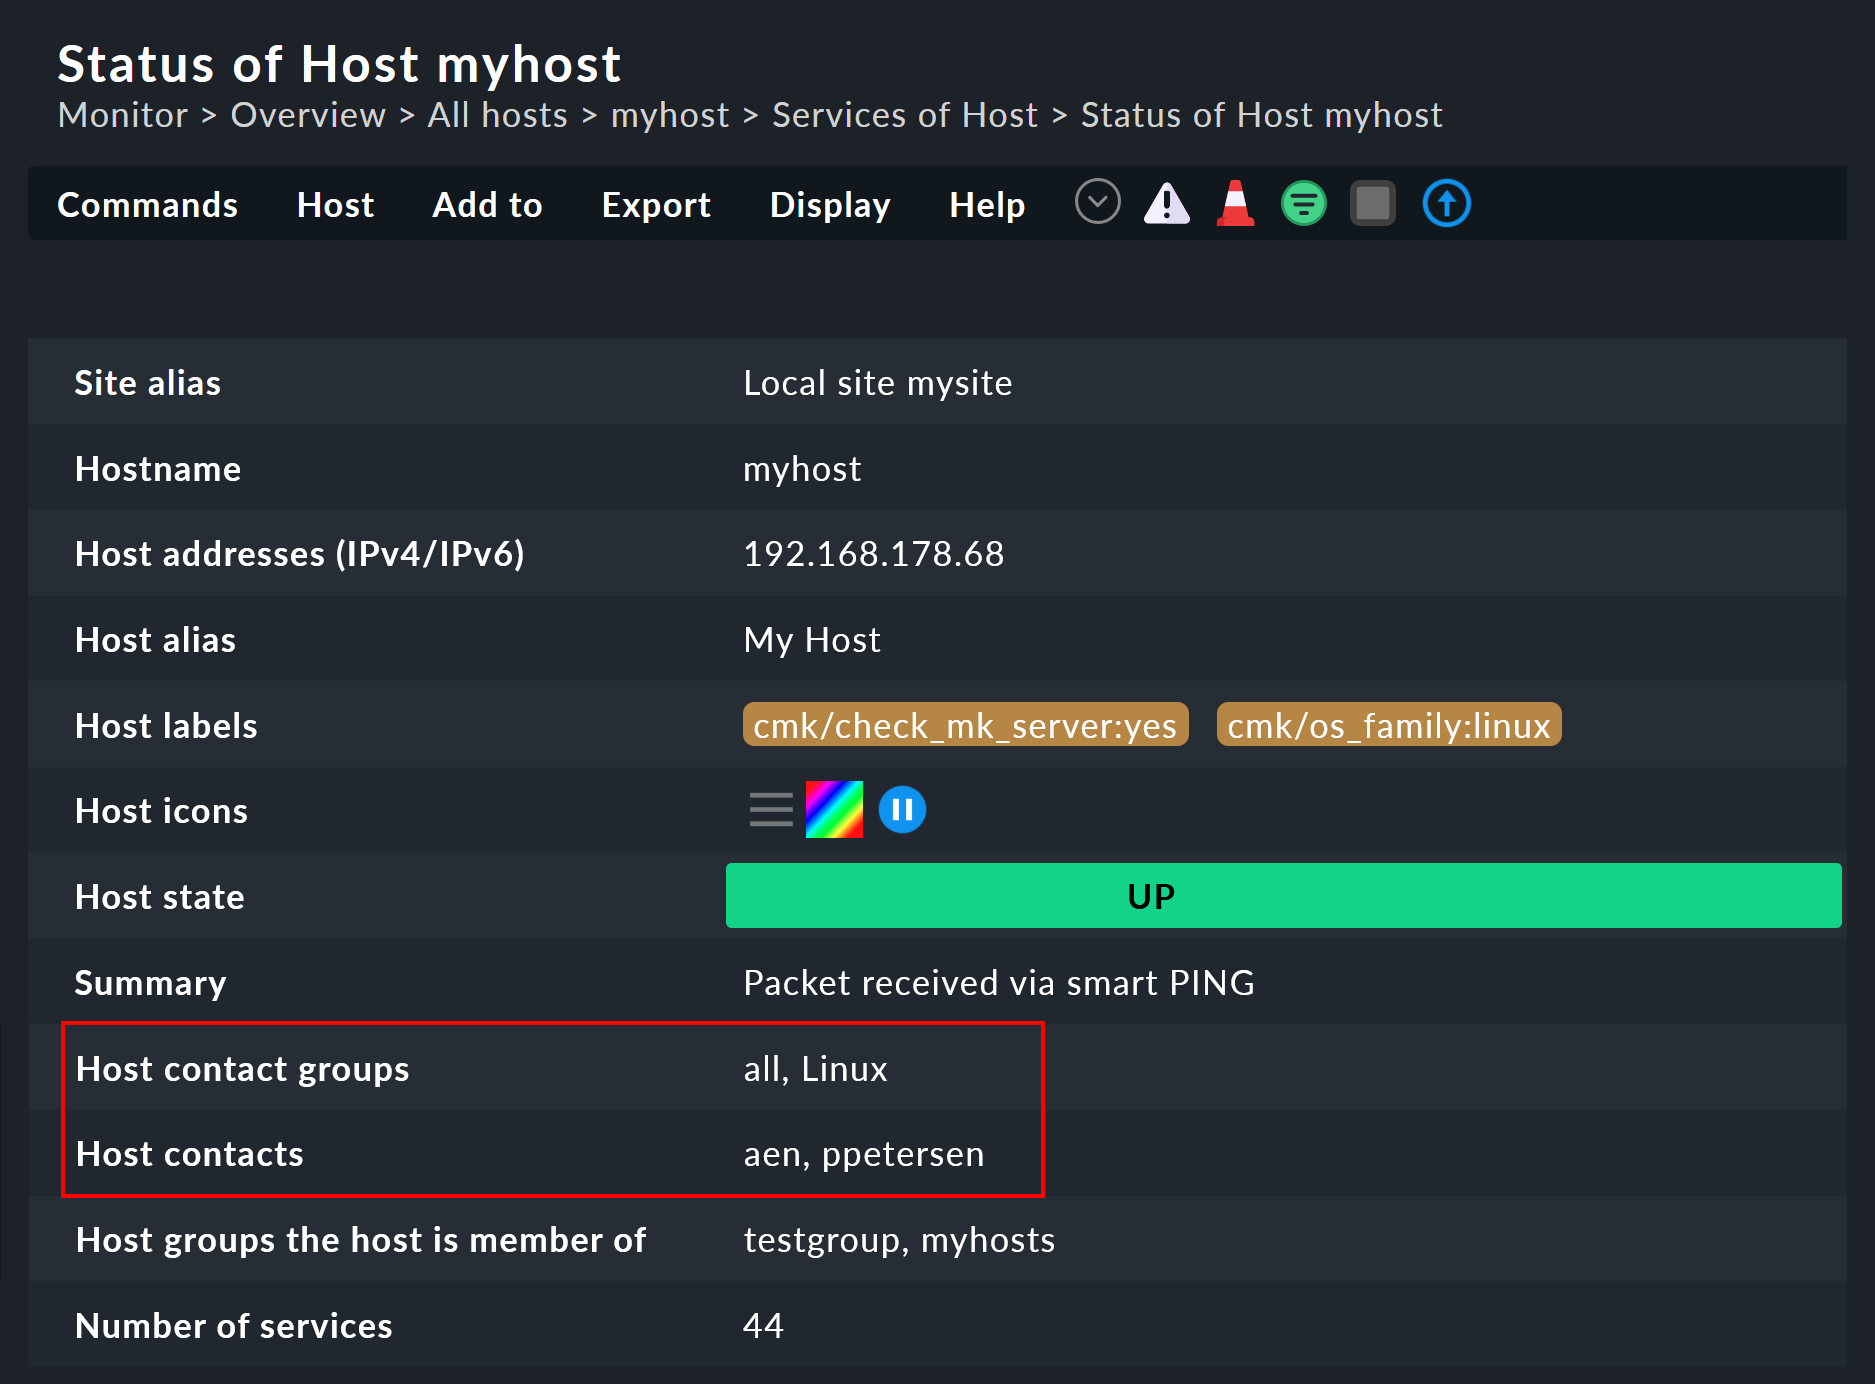 Status of Host myhost
Monitor > Overview > All hosts > myhost > Services of Host > Status of Host myhost
Commands Host Add to Export Display Help
Site alias Local site mysite
Hostname myhost
Host addresses (IPv4/IPv6) 192.168.178.68
Host alias My Host
Host labels cmk/check_mk_server:yes cmk/os_family:linux
Host icons
Host state UP
Summary Packet received via smart PING
Host contact groups all, Linux
Host contacts aen, ppetersen
Host groups the host is member of testgroup, myhosts
Number of services 44